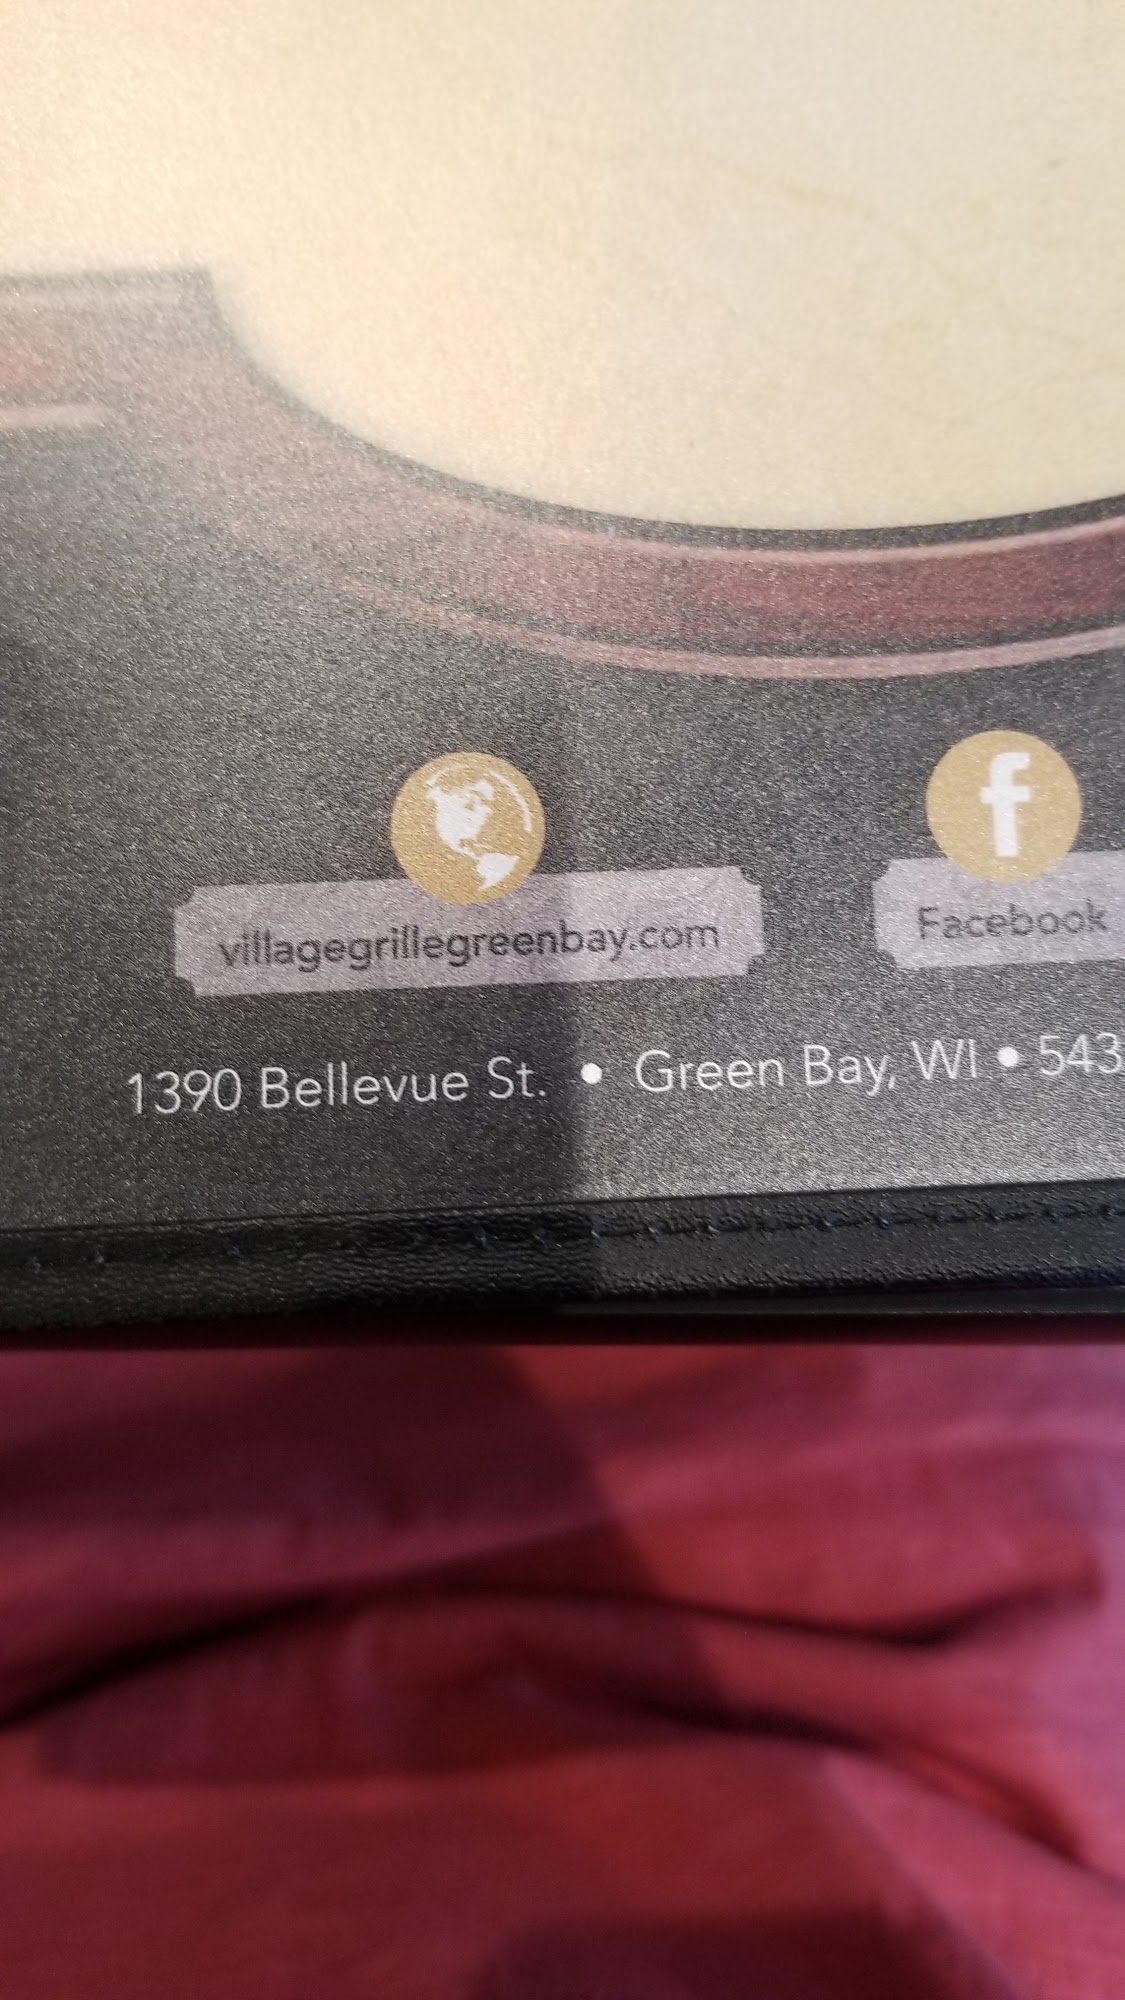 villagegrillegreenbay.com
Facebook
1390 Bellevue St. • Green Bay, WI • 543